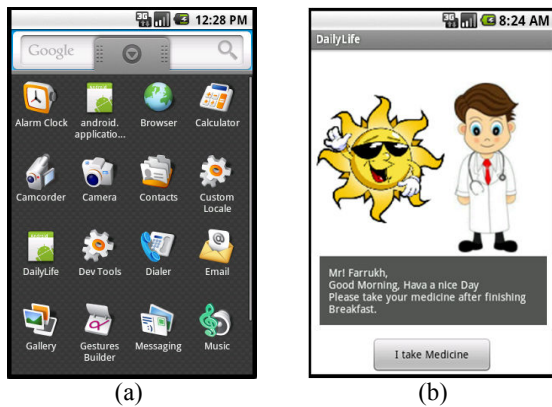 3G 12:28 PM
Google
Alarm Clock
android.
applicatio...
Browser
Calculator
Camcorder
Camera
Contacts
Custom
Locale
DailyLife
Dev Tools
Dialer
Email
Gallery
Gestures
Builder
Messaging
Music
(a)
3G 8:24 AM
DailyLife
Mr! Farrukh,
Good Morning, Hava a nice Day
Please take your medicine after finishing
Breakfast.
I take Medicine
(b)